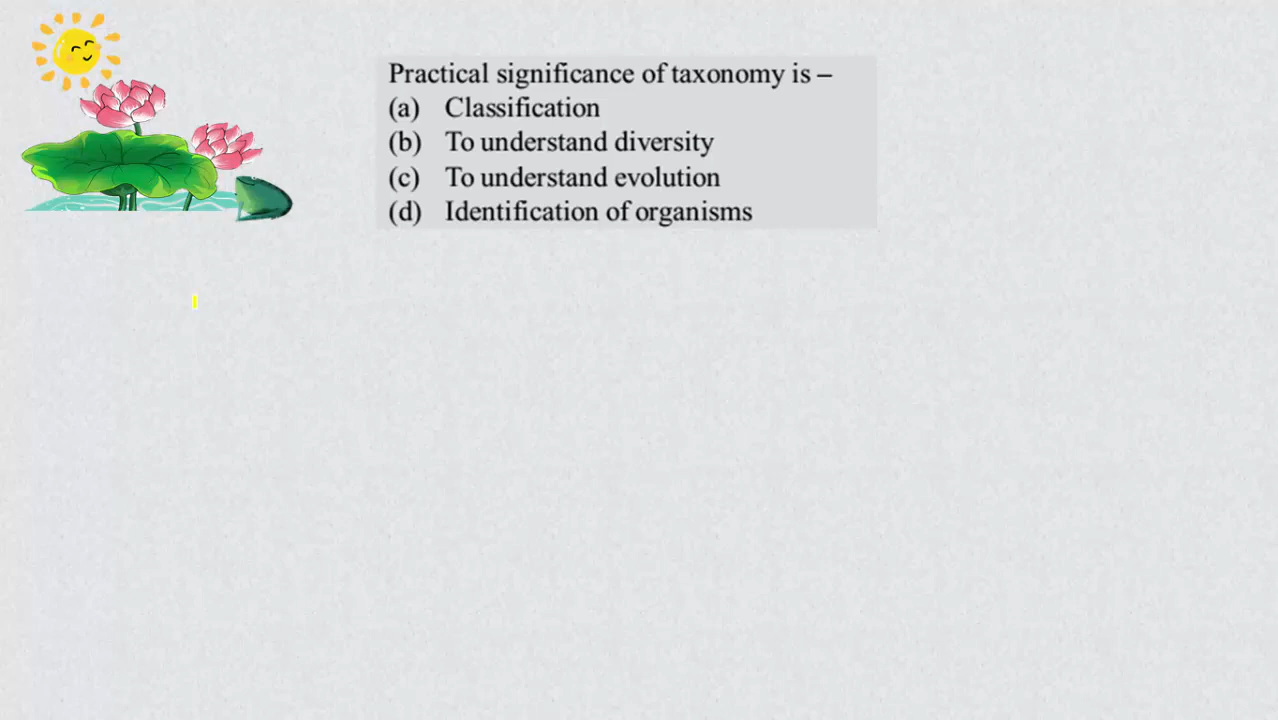 Practical significance of taxonomy is –
(a) Classification
(b) To understand diversity
(c) To understand evolution
(d) Identification of organisms